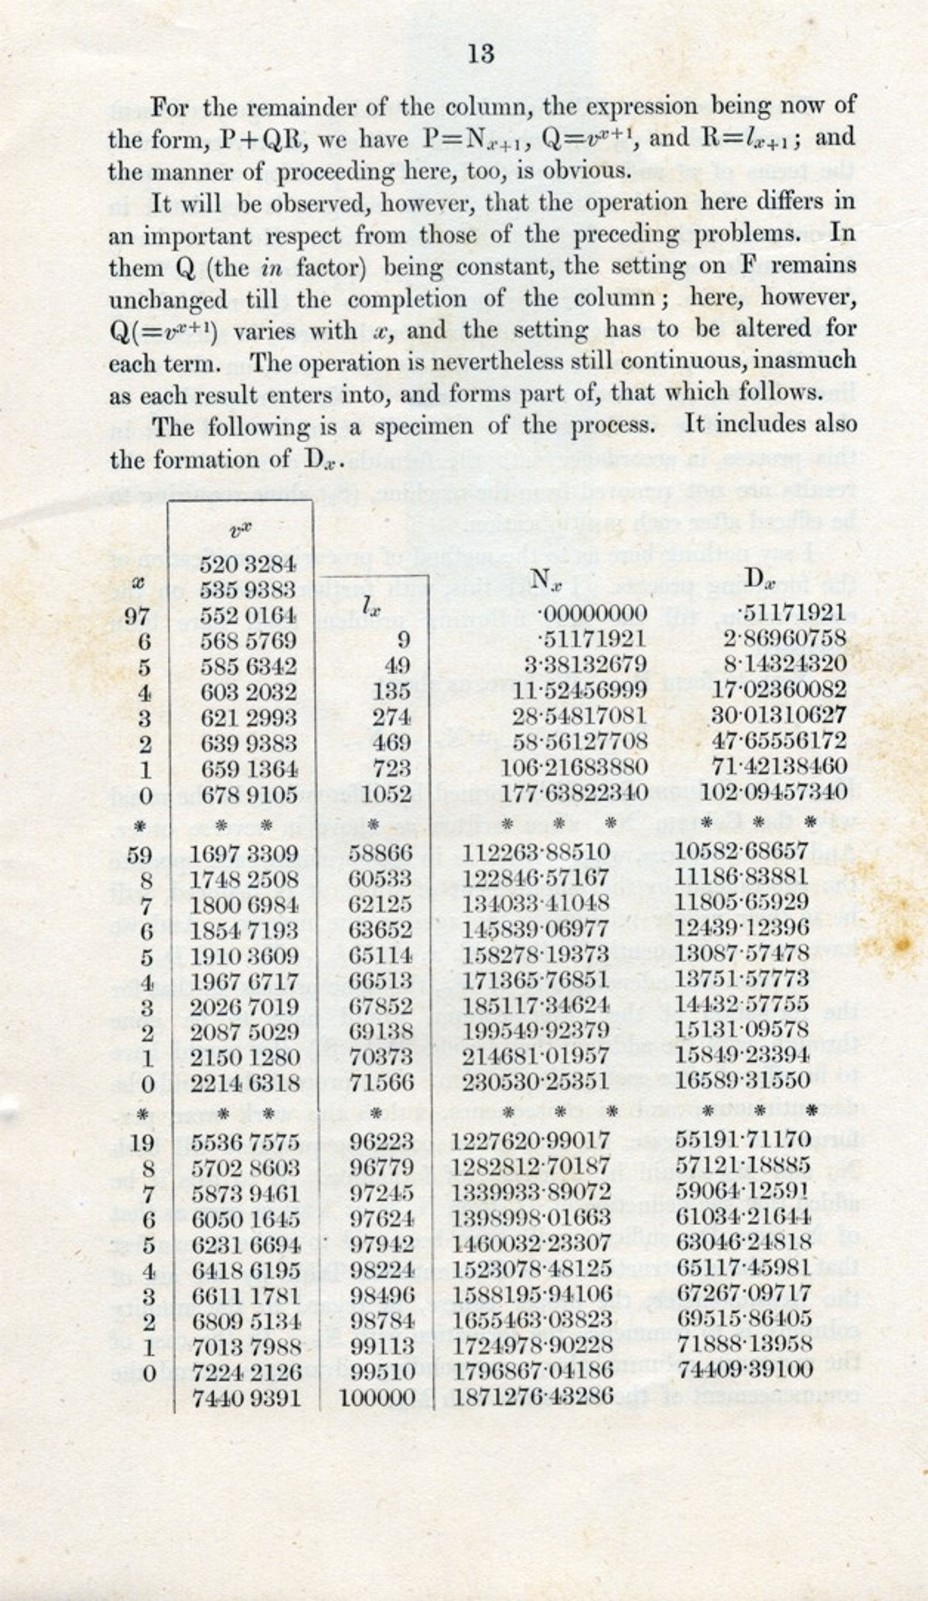 13
For the remainder of the column, the expression being now of
the form, P+QR, we have P=Nₓ₊₁, Q=vˣ⁺¹, and R=lₓ₊₁; and
the manner of proceeding here, too, is obvious.
It will be observed, however, that the operation here differs in
an important respect from those of the preceding problems. In
them Q (the in factor) being constant, the setting on F remains
unchanged till the completion of the column; here, however,
Q(=vˣ⁺¹) varies with x, and the setting has to be altered for
each term. The operation is nevertheless still continuous, inasmuch
as each result enters into, and forms part of, that which follows.
The following is a specimen of the process. It includes also
the formation of Dₓ.
vˣ
520 3284
x 535 9383 lₓ Nₓ Dₓ
97 552 0164 ·00000000 ·51171921
6 568 5769 9 ·51171921 2·86960758
5 585 6342 49 3·38132679 8·14324320
4 603 2032 135 11·52456999 17·02360082
3 621 2993 274 28·54817081 30·01310627
2 639 9383 469 58·56127708 47·65556172
1 659 1364 723 106·21683880 71·42138460
0 678 9105 1052 177·63822340 102·09457340
* * * * * * * * * *
59 1697 3309 58866 112263·88510 10582·68657
8 1748 2508 60533 122846·57167 11186·83881
7 1800 6984 62125 134033·41048 11805·65929
6 1854 7193 63652 145839·06977 12439·12396
5 1910 3609 65114 158278·19373 13087·57478
4 1967 6717 66513 171365·76851 13751·57773
3 2026 7019 67852 185117·34624 14432·57755
2 2087 5029 69138 199549·92379 15131·09578
1 2150 1280 70373 214681·01957 15849·23394
0 2214 6318 71566 230530·25351 16589·31550
* * * * * * * * * *
19 5536 7575 96223 1227620·99017 55191·71170
8 5702 8603 96779 1282812·70187 57121·18885
7 5873 9461 97245 1339933·89072 59064·12591
6 6050 1645 97624 1398998·01663 61034·21644
5 6231 6694 97942 1460032·23307 63046·24818
4 6418 6195 98224 1523078·48125 65117·45981
3 6611 1781 98496 1588195·94106 67267·09717
2 6809 5134 98784 1655463·03823 69515·86405
1 7013 7988 99113 1724978·90228 71888·13958
0 7224 2126 99510 1796867·04186 74409·39100
7440 9391 100000 1871276·43286